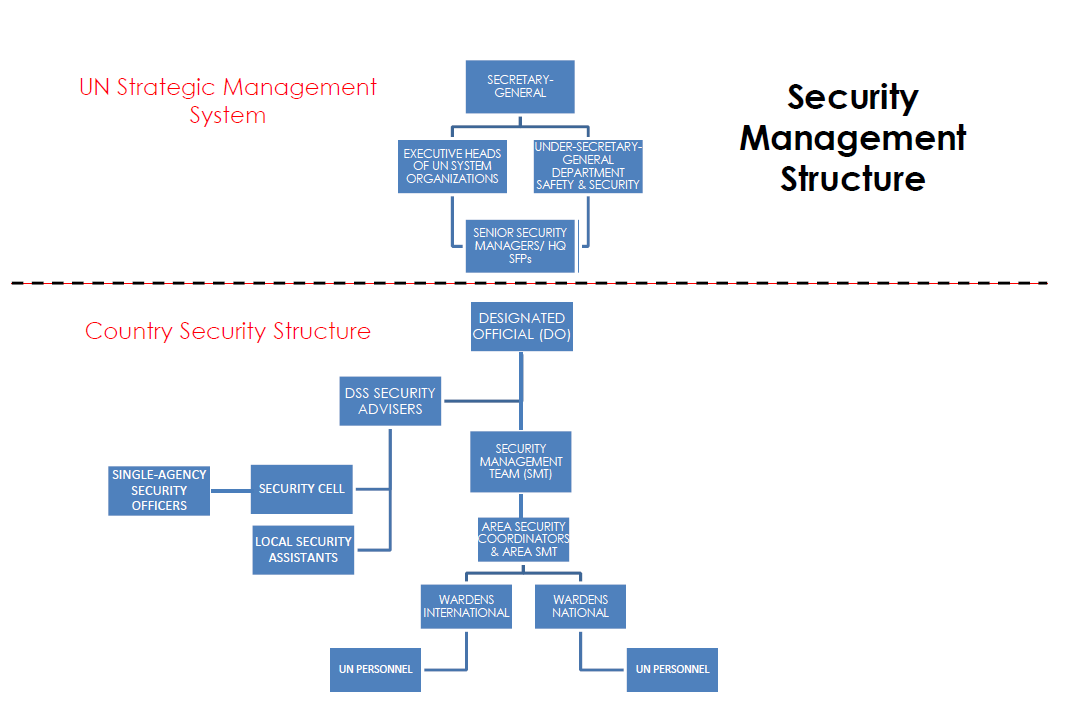 UN Strategic Management
System
SECRETARY-
GENERAL
Security
Management
Structure
EXECUTIVE HEADS
OF UN SYSTEM
ORGANIZATIONS
UNDER-SECRETARY-
GENERAL
DEPARTMENT
SAFETY & SECURITY
SENIOR SECURITY
MANAGERS/ HQ
SFPs
Country Security Structure
DESIGNATED
OFFICIAL (DO)
DSS SECURITY
ADVISERS
SECURITY
MANAGEMENT
TEAM (SMT)
SINGLE-AGENCY
SECURITY
OFFICERS
SECURITY CELL
LOCAL SECURITY
ASSISTANTS
AREA SECURITY
COORDINATORS
& AREA SMT
WARDENS
INTERNATIONAL
WARDENS
NATIONAL
UN PERSONNEL
UN PERSONNEL